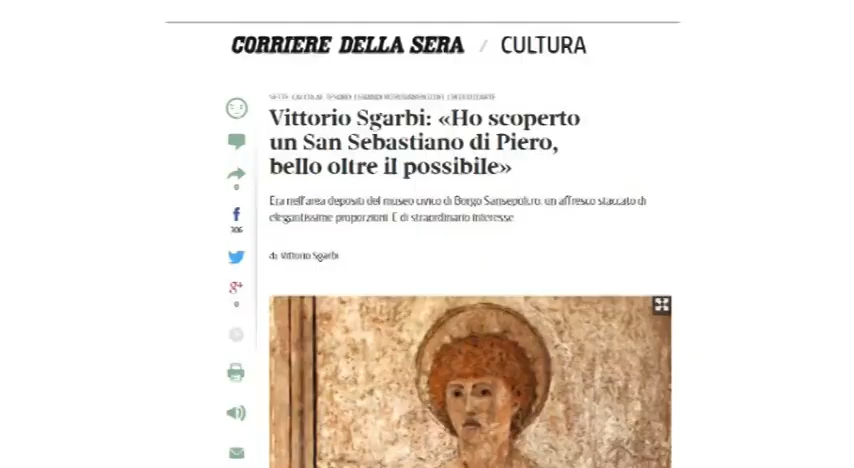 CORRIERE DELLA SERA / CULTURA
Vittorio Sgarbi: «Ho scoperto
un San Sebastiano di Piero,
bello oltre il possibile»
Era nell'area depositi del museo civico di Borgo Sansepolcro: un affresco staccato di
elegantissime proporzioni. E di straordinario interesse
di Vittorio Sgarbi
0
f
306
g+
0